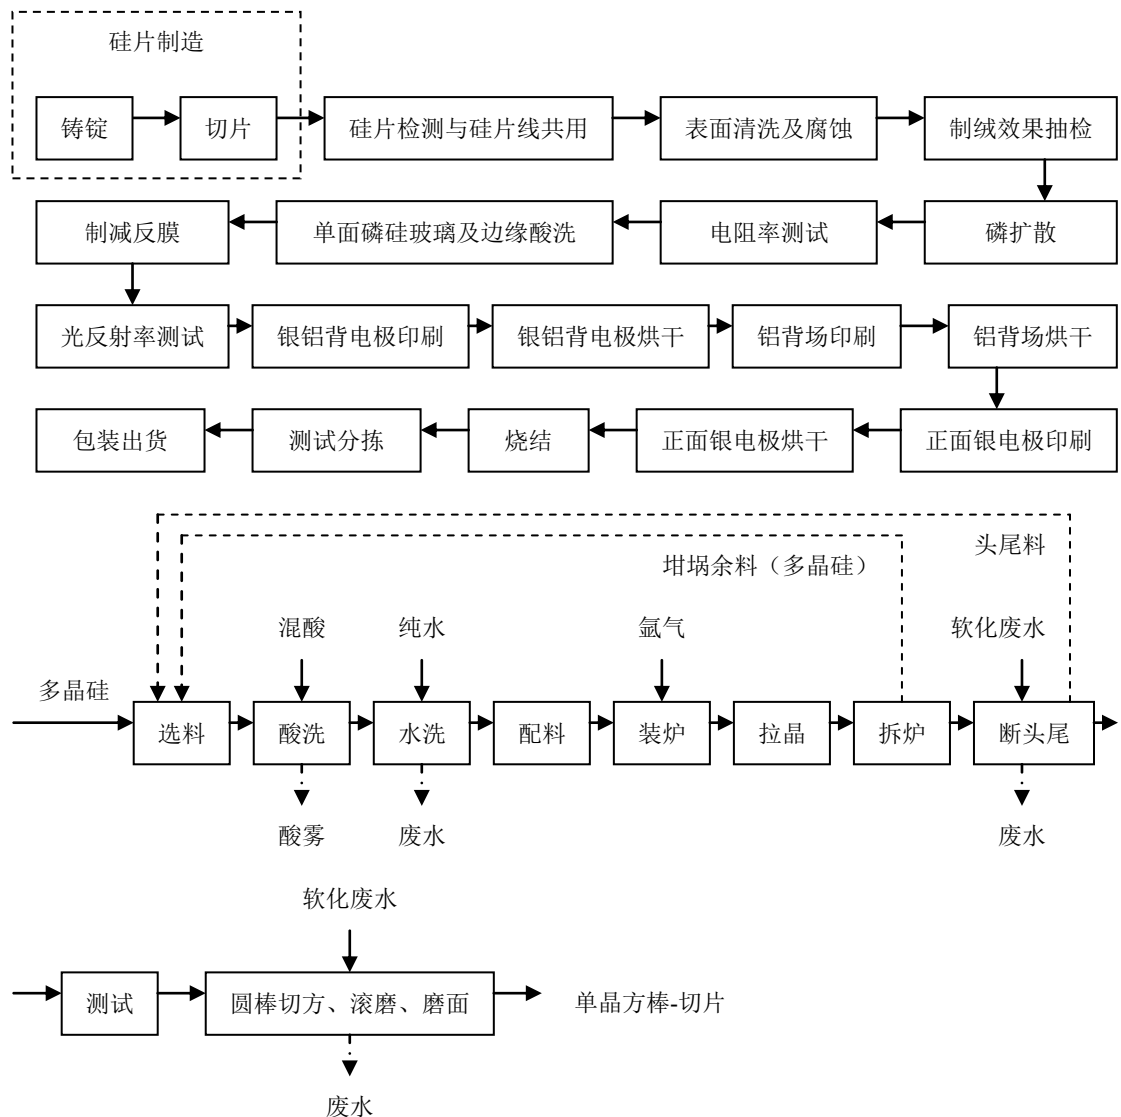 硅片制造
铸锭 切片 硅片检测与硅片线共用 表面清洗及腐蚀 制绒效果抽检
制减反膜 单面磷硅玻璃及边缘酸洗 电阻率测试 磷扩散
光反射率测试 银铝背电极印刷 银铝背电极烘干 铝背场印刷 铝背场烘干
包装出货 测试分拣 烧结 正面银电极烘干 正面银电极印刷
头尾料
坩埚余料（多晶硅）
混酸 纯水 氩气 软化废水
多晶硅
选料 酸洗 水洗 配料 装炉 拉晶 拆炉 断头尾
酸雾 废水 废水
软化废水
测试 圆棒切方、滚磨、磨面 单晶方棒-切片
废水